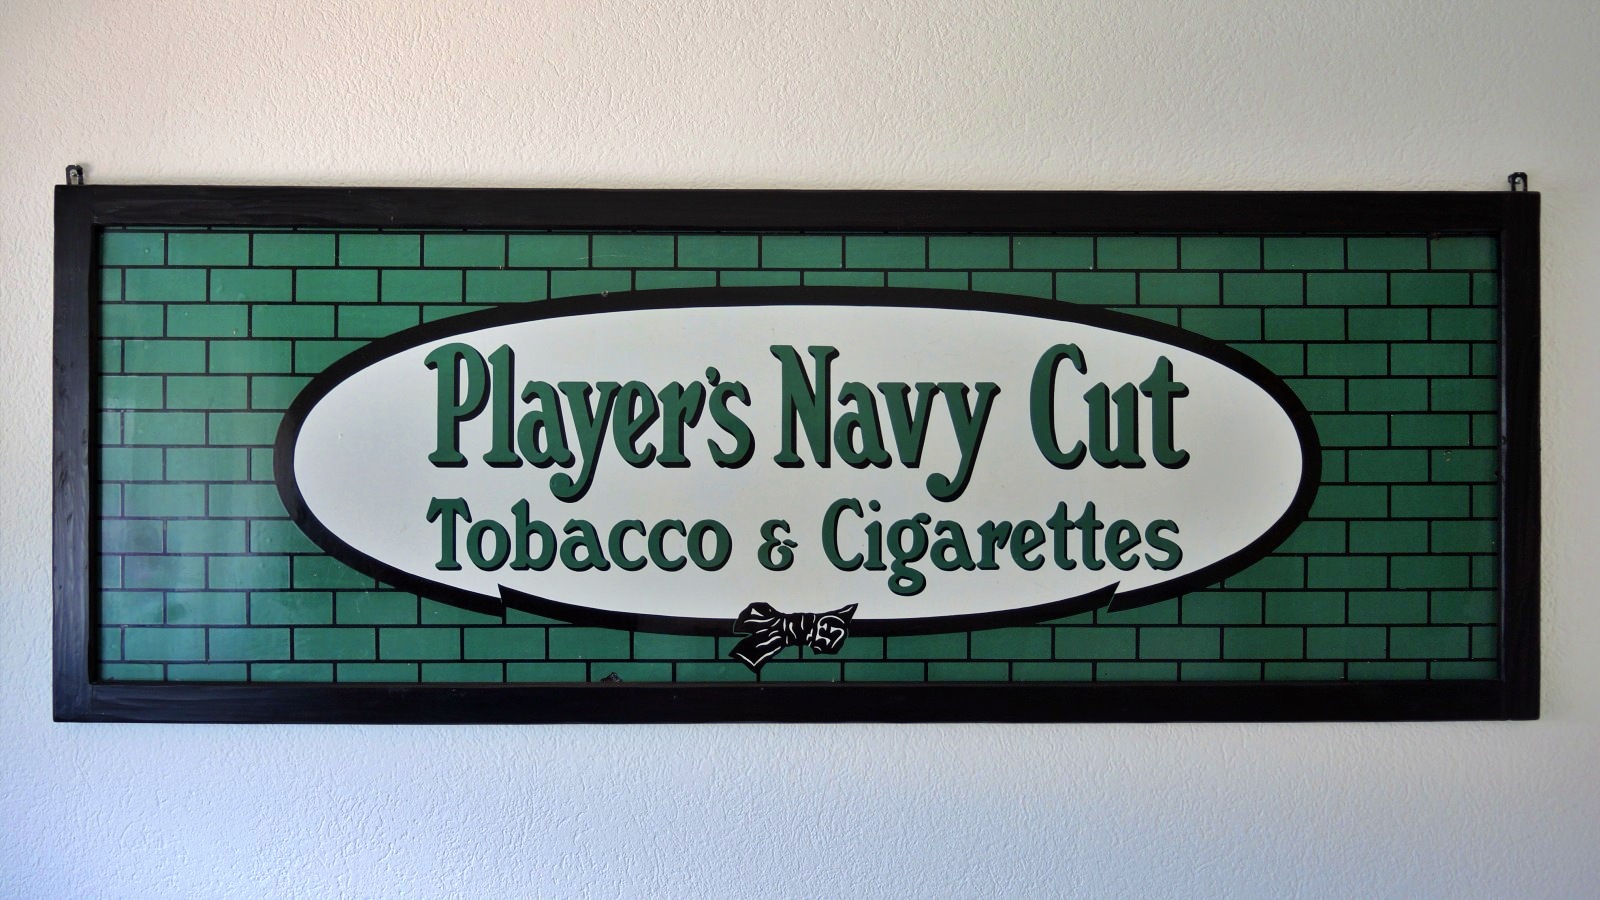 Player's Navy Cut
Tobacco & Cigarettes